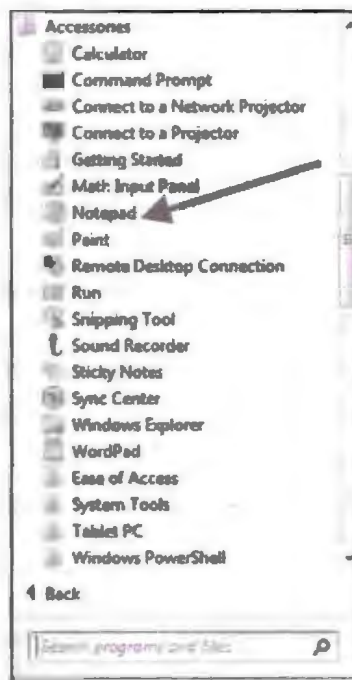 Accessories
Calculator
Command Prompt
Connect to a Network Projector
Connect to a Projector
Getting Started
Math Input Panel
Notepad
Paint
Remote Desktop Connection
Run
Snipping Tool
Sound Recorder
Sticky Notes
Sync Center
Windows Explorer
WordPad
Ease of Access
System Tools
Tablet PC
Windows PowerShell
Back
Search programs and files